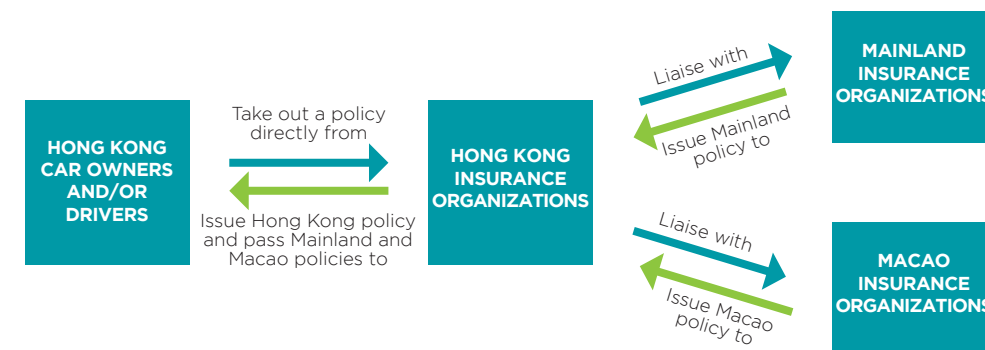 HONG KONG
CAR OWNERS
AND/OR
DRIVERS
Take out a policy
directly from
Issue Hong Kong policy
and pass Mainland and
Macao policies to
HONG KONG
INSURANCE
ORGANIZATIONS
Liaise with
Issue Mainland
policy to
MAINLAND
INSURANCE
ORGANIZATIONS
Liaise with
Issue Macao
policy to
MACAO
INSURANCE
ORGANIZATIONS